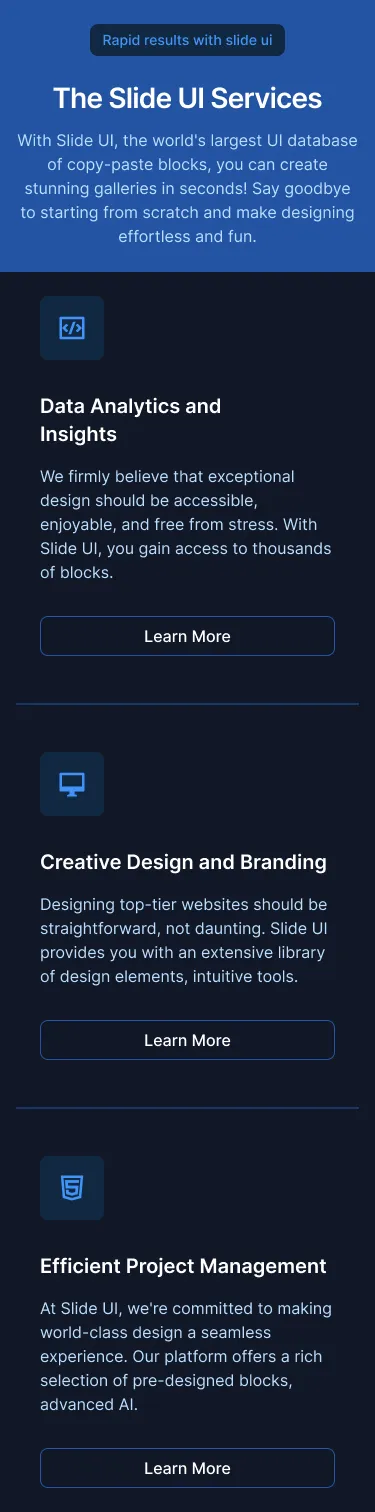 Rapid results with slide ui
The Slide UI Services
With Slide UI, the world's largest UI database
of copy-paste blocks, you can create
stunning galleries in seconds! Say goodbye
to starting from scratch and make designing
effortless and fun.
Data Analytics and
Insights
We firmly believe that exceptional
design should be accessible,
enjoyable, and free from stress. With
Slide UI, you gain access to thousands
of blocks.
Learn More
Creative Design and Branding
Designing top-tier websites should be
straightforward, not daunting. Slide UI
provides you with an extensive library
of design elements, intuitive tools.
Learn More
Efficient Project Management
At Slide UI, we're committed to making
world-class design a seamless
experience. Our platform offers a rich
selection of pre-designed blocks,
advanced AI.
Learn More